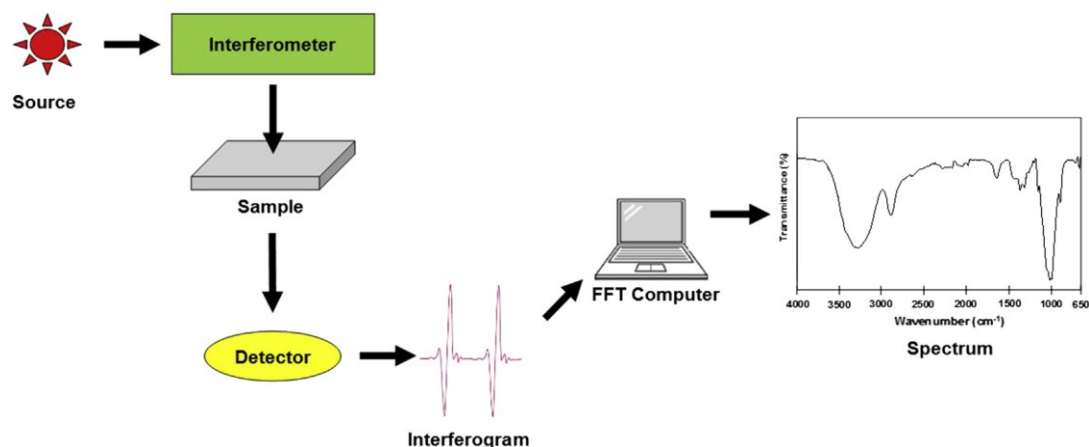 Interferometer
Source
Sample
Detector
Interferogram
FFT Computer
Transmittance (%)
4000 3500 3000 2500 2000 1500 1000 650
Wavenumber (cm⁻¹)
Spectrum